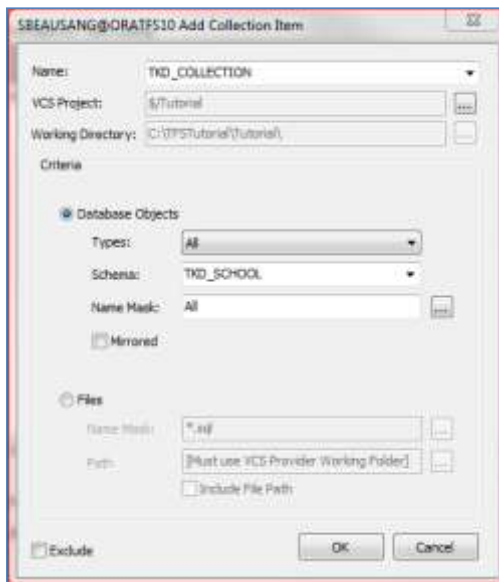 SBEAUSANG@ORATFS10 Add Collection Item
Name: TKD_COLLECTION
VCS Project: $/Tutorial ...
Working Directory: C:\TFSTutorial\Tutorial\ ...
Criteria
Database Objects
Types: All
Schema: TKD_SCHOOL
Name Mask: All ...
Mirrored
Files
Name Mask: *.sql ...
Path: [Must use VCS Provider Working Folder] ...
Include File Path
Exclude OK Cancel